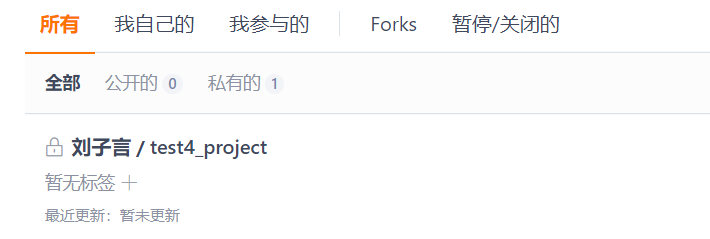 所有 我自己的 我参与的 Forks 暂停/关闭的
全部 公开的 0 私有的 1
刘子言 / test4_project
暂无标签 +
最近更新：暂未更新